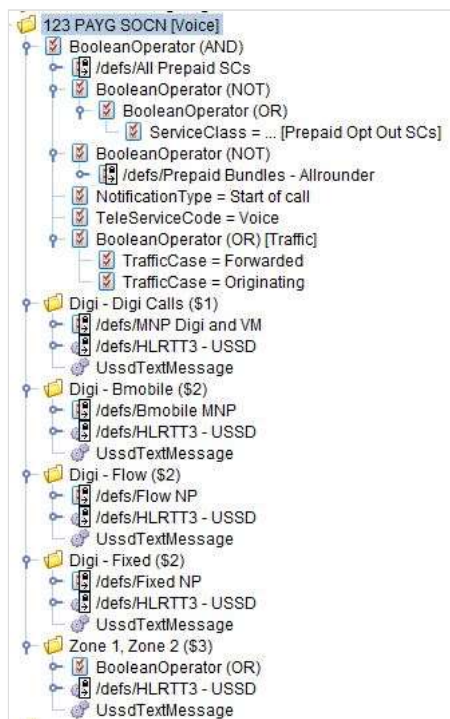 123 PAYG SOCN [Voice]
BooleanOperator (AND)
/defs/All Prepaid SCs
BooleanOperator (NOT)
BooleanOperator (OR)
ServiceClass = ... [Prepaid Opt Out SCs]
BooleanOperator (NOT)
/defs/Prepaid Bundles - Allrounder
NotificationType = Start of call
TeleServiceCode = Voice
BooleanOperator (OR) [Traffic]
TrafficCase = Forwarded
TrafficCase = Originating
Digi - Digi Calls ($1)
/defs/MNP Digi and VM
/defs/HLRTT3 - USSD
UssdTextMessage
Digi - Bmobile ($2)
/defs/Bmobile MNP
/defs/HLRTT3 - USSD
UssdTextMessage
Digi - Flow ($2)
/defs/Flow NP
/defs/HLRTT3 - USSD
UssdTextMessage
Digi - Fixed ($2)
/defs/Fixed NP
/defs/HLRTT3 - USSD
UssdTextMessage
Zone 1, Zone 2 ($3)
BooleanOperator (OR)
/defs/HLRTT3 - USSD
UssdTextMessage